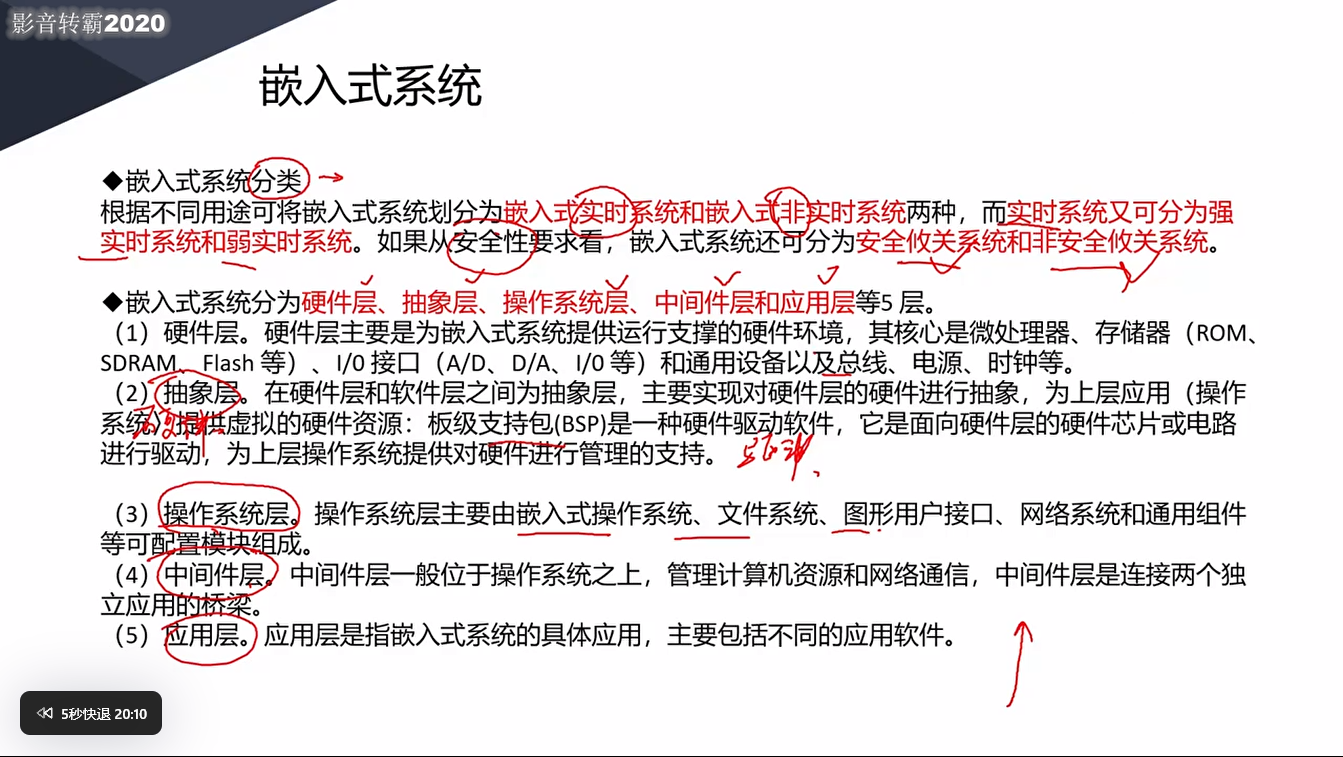 影音转霸2020
嵌入式系统
◆嵌入式系统分类
根据不同用途可将嵌入式系统划分为嵌入式实时系统和嵌入式非实时系统两种，而实时系统又可分为强
实时系统和弱实时系统。如果从安全性要求看，嵌入式系统还可分为安全攸关系统和非安全攸关系统。
◆嵌入式系统分为硬件层、抽象层、操作系统层、中间件层和应用层等5 层。
（1）硬件层。硬件层主要是为嵌入式系统提供运行支撑的硬件环境，其核心是微处理器、存储器（ROM、
SDRAM、Flash 等）、I/0 接口（A/D、D/A、I/0 等）和通用设备以及总线、电源、时钟等。
（2）抽象层。在硬件层和软件层之间为抽象层，主要实现对硬件层的硬件进行抽象，为上层应用（操作
系统）提供虚拟的硬件资源：板级支持包(BSP)是一种硬件驱动软件，它是面向硬件层的硬件芯片或电路
进行驱动，为上层操作系统提供对硬件进行管理的支持。
驱动
（3）操作系统层。操作系统层主要由嵌入式操作系统、文件系统、图形用户接口、网络系统和通用组件
等可配置模块组成。
（4）中间件层。中间件层一般位于操作系统之上，管理计算机资源和网络通信，中间件层是连接两个独
立应用的桥梁。
（5）应用层。应用层是指嵌入式系统的具体应用，主要包括不同的应用软件。
5秒快退 20:10